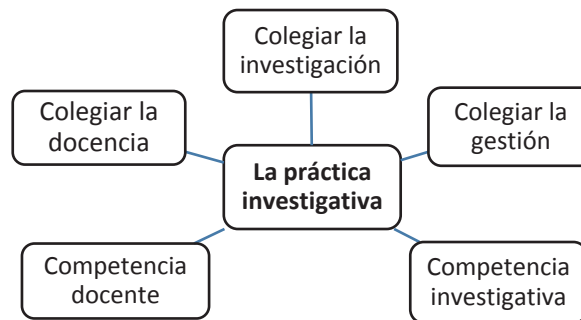 Colegiar la
investigación
Colegiar la
docencia
Colegiar la
gestión
La práctica
investigativa
Competencia
docente
Competencia
investigativa